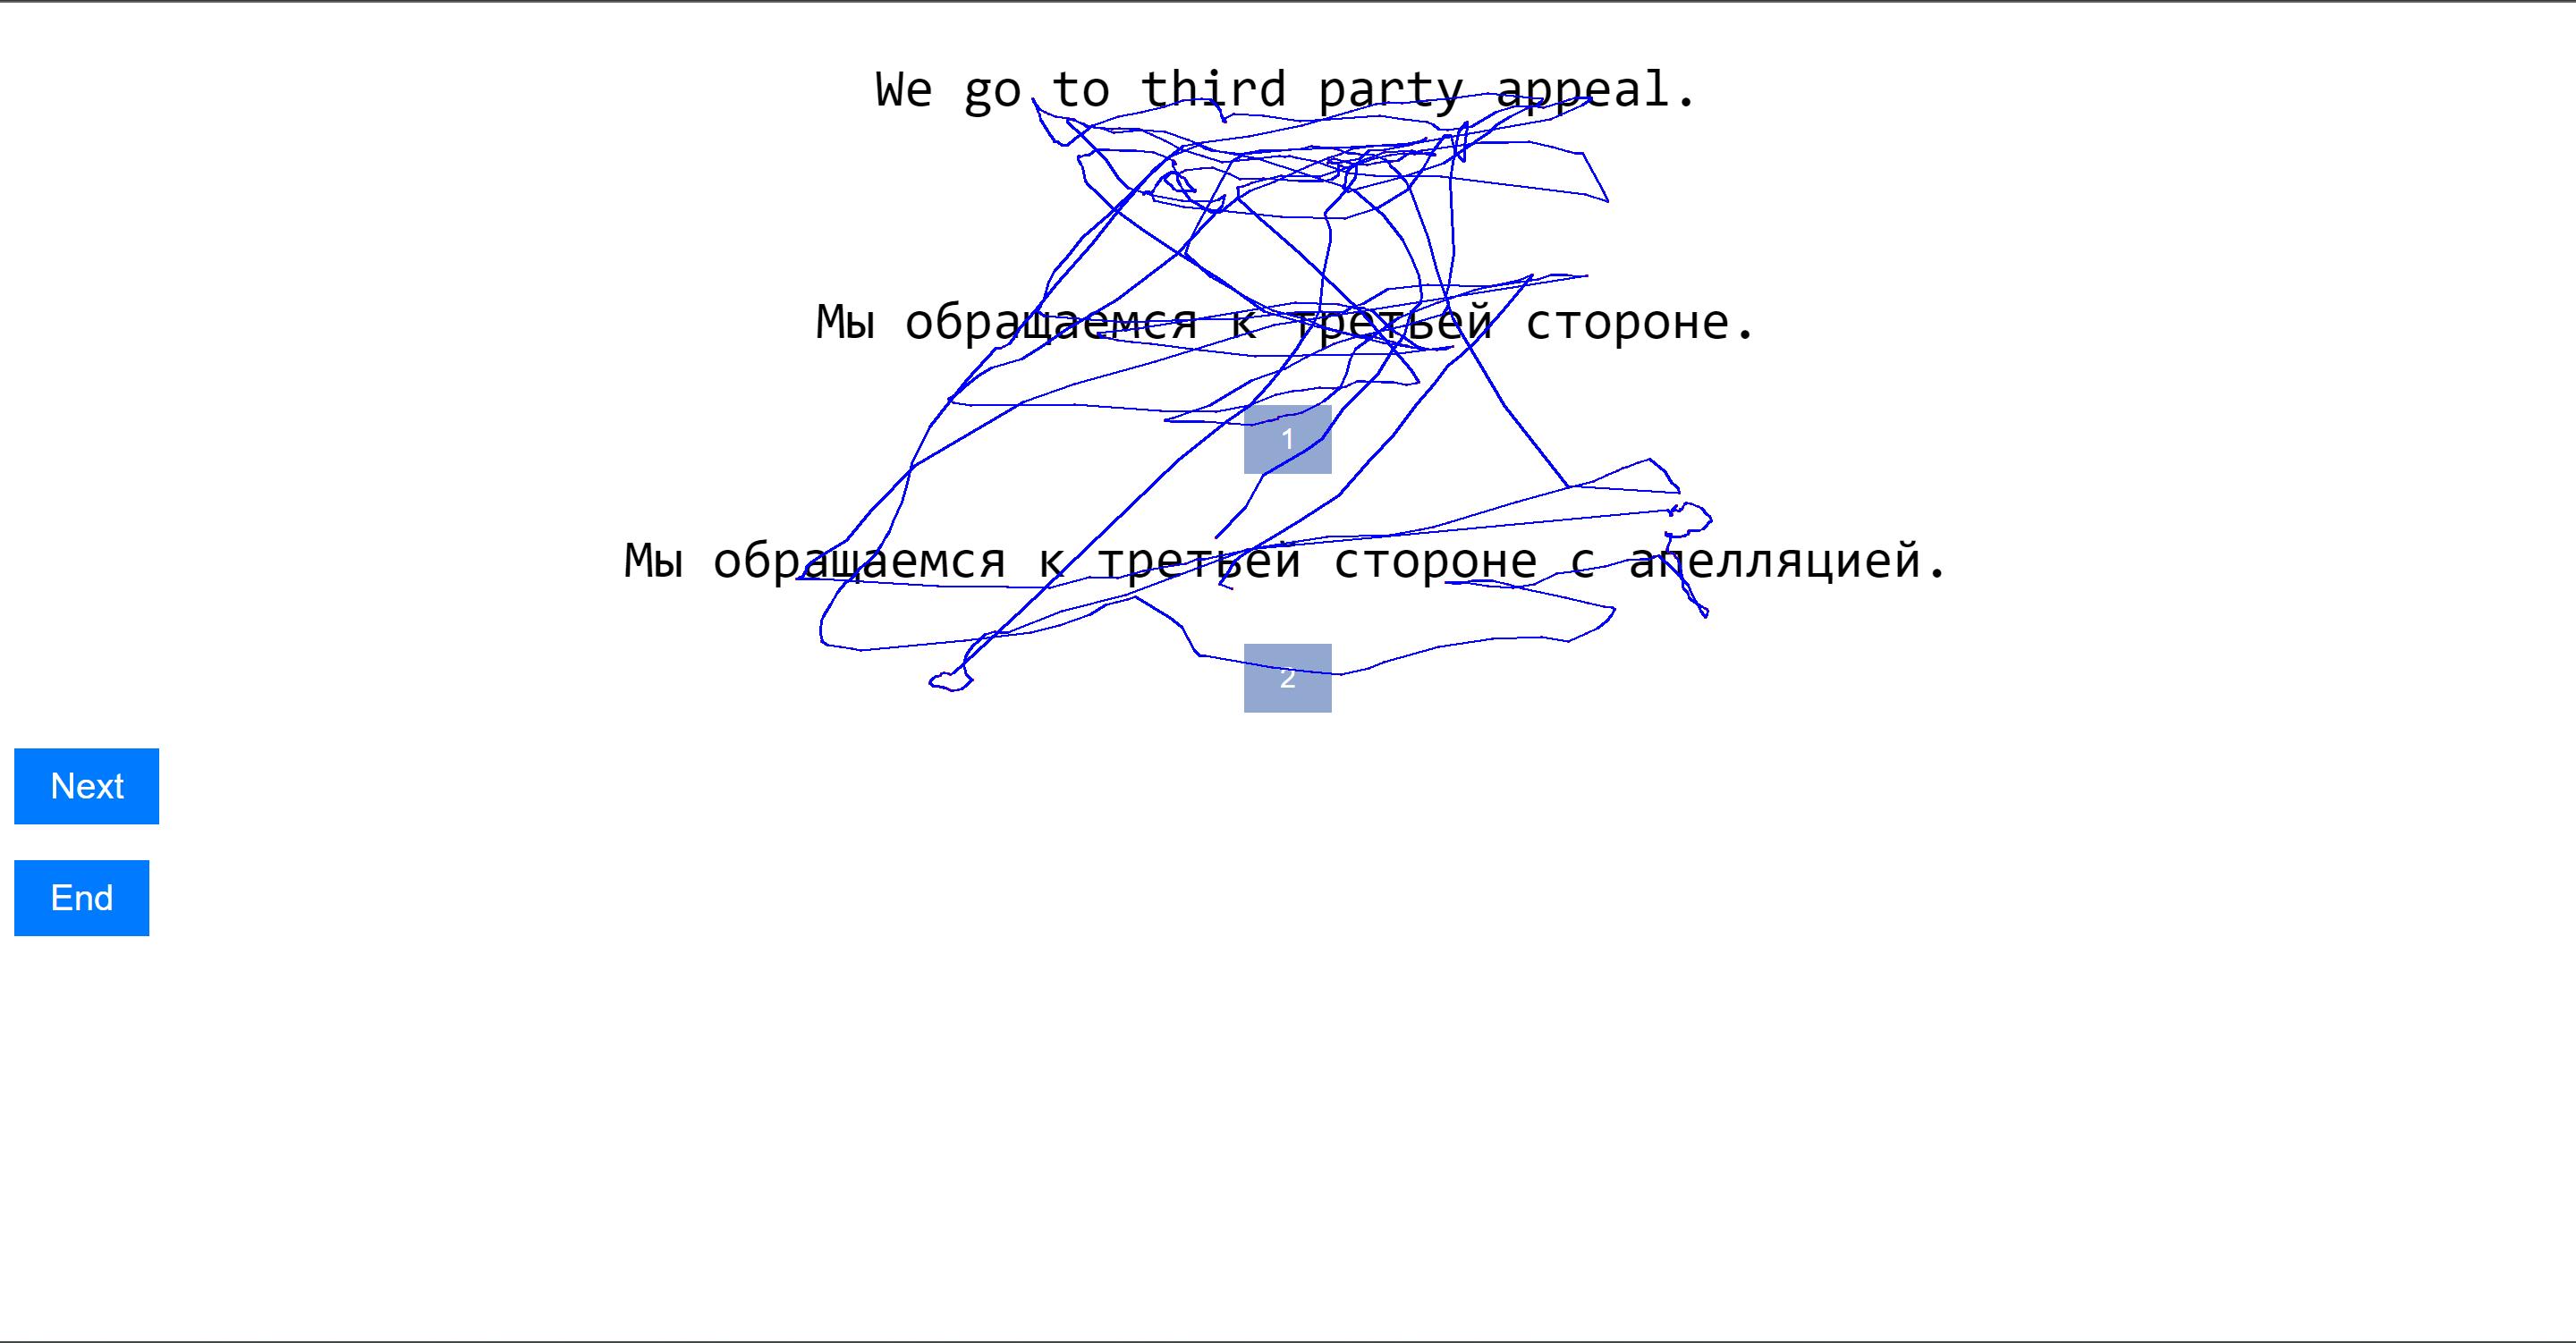 We go to third party appeal.
Мы обращаемся к третьей стороне.
1
Мы обращаемся к третьей стороне с апелляцией.
2
Next
End